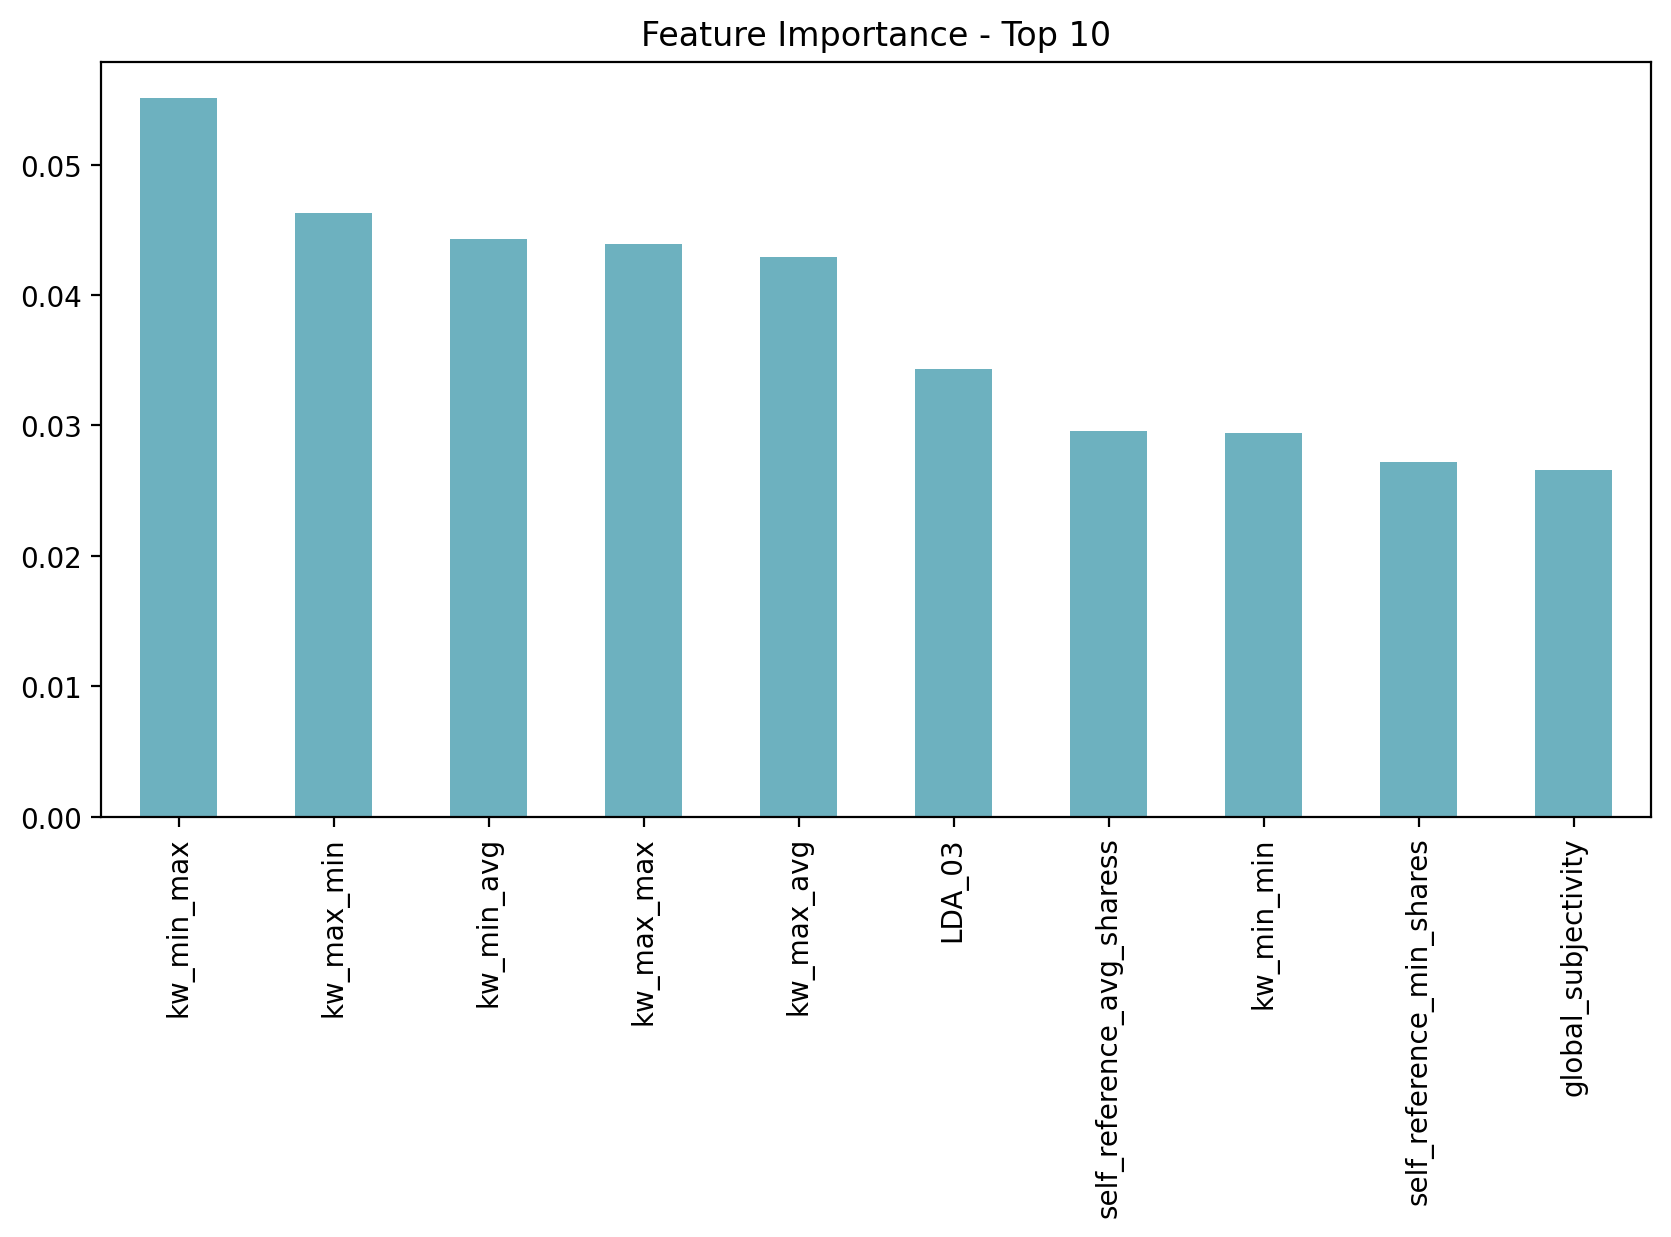 Feature Importance - Top 10
0.05
0.04
0.03
0.02
0.01
0.00
kw_min_max
kw_max_min
kw_min_avg
kw_max_max
kw_max_avg
LDA_03
self_reference_avg_sharess
kw_min_min
self_reference_min_shares
global_subjectivity